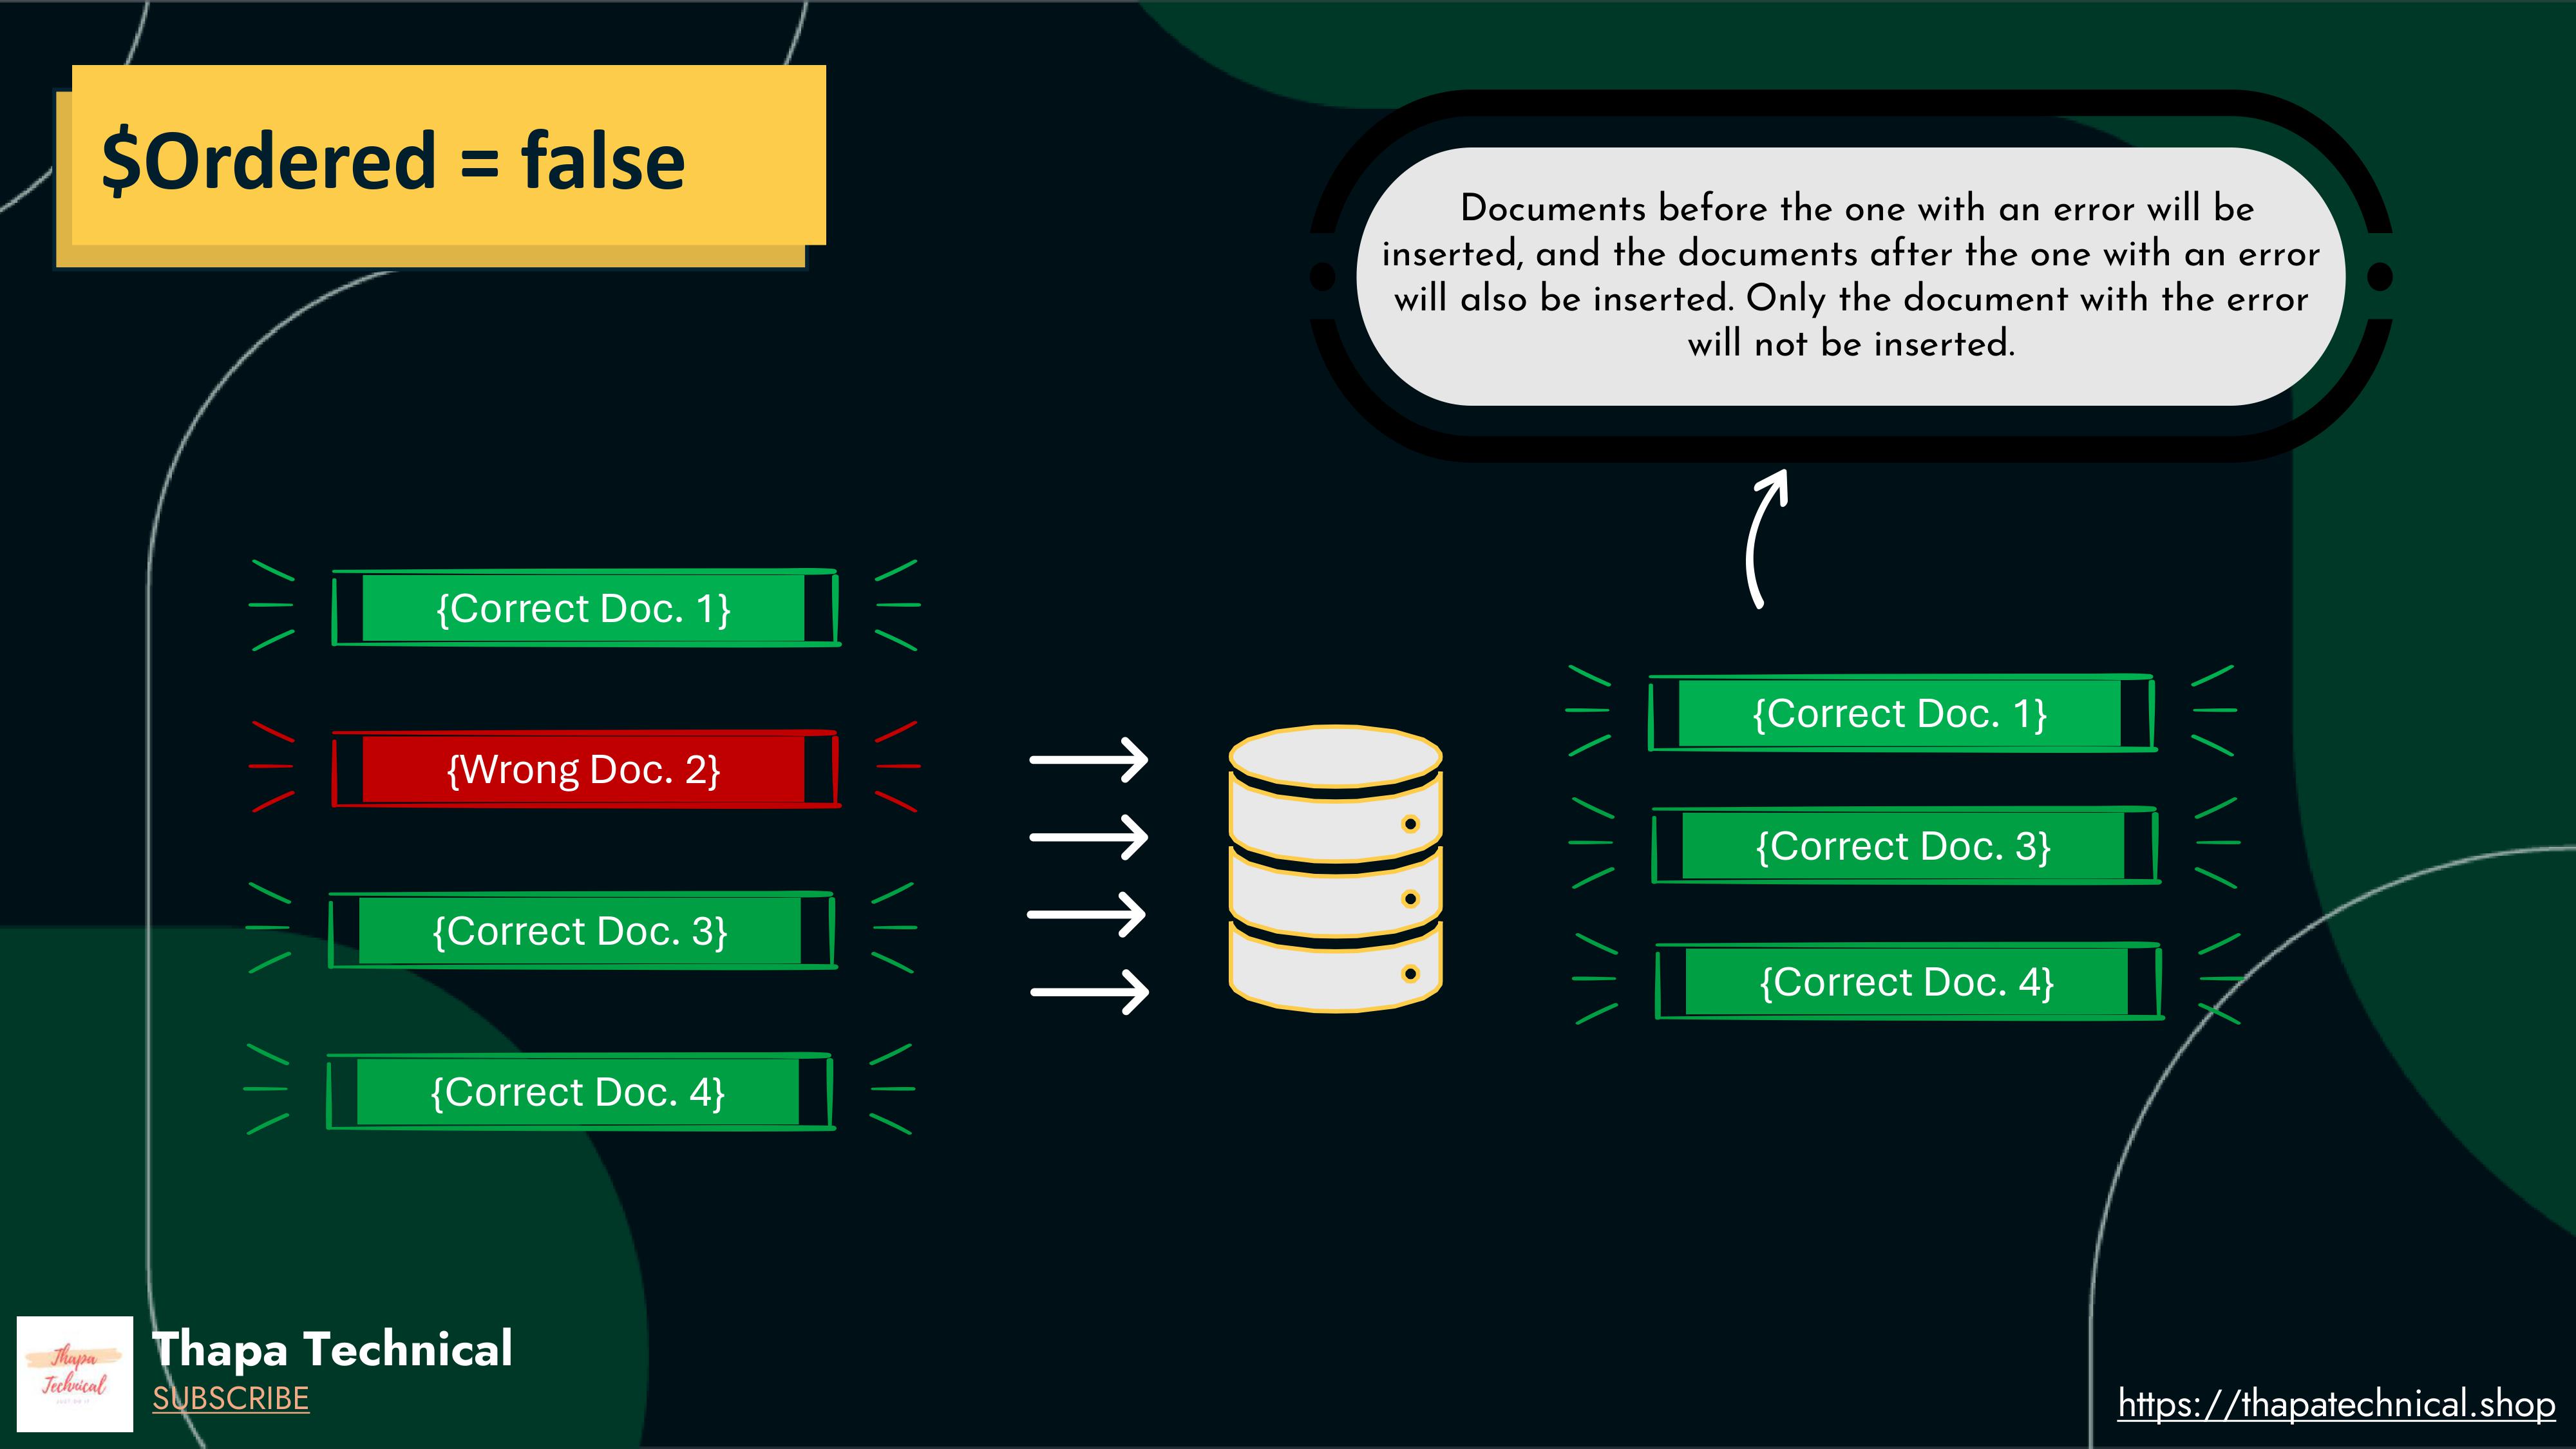 $Ordered = false
Documents before the one with an error will be
inserted, and the documents after the one with an error
will also be inserted. Only the document with the error
will not be inserted.
{Correct Doc. 1}
{Wrong Doc. 2}
{Correct Doc. 3}
{Correct Doc. 4}
{Correct Doc. 1}
{Correct Doc. 3}
{Correct Doc. 4}
Thapa
Technical
Thapa Technical
SUBSCRIBE
https://thapatechnical.shop